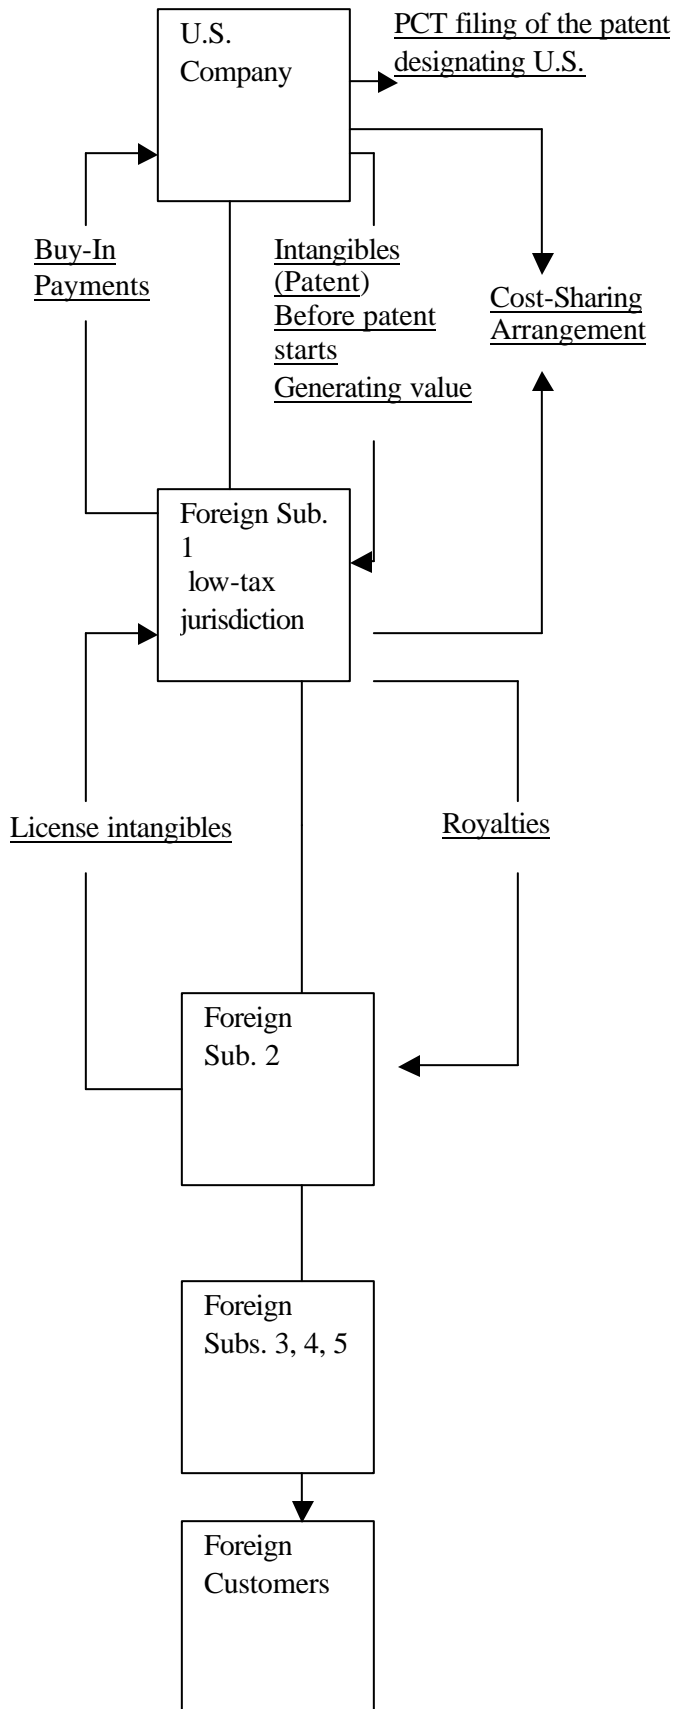 U.S.
Company
PCT filing of the patent
designating U.S.
Buy-In
Payments
Intangibles
(Patent)
Before patent
starts
Generating value
Cost-Sharing
Arrangement
Foreign Sub.
1
low-tax
jurisdiction
License intangibles
Royalties
Foreign
Sub. 2
Foreign
Subs. 3, 4, 5
Foreign
Customers